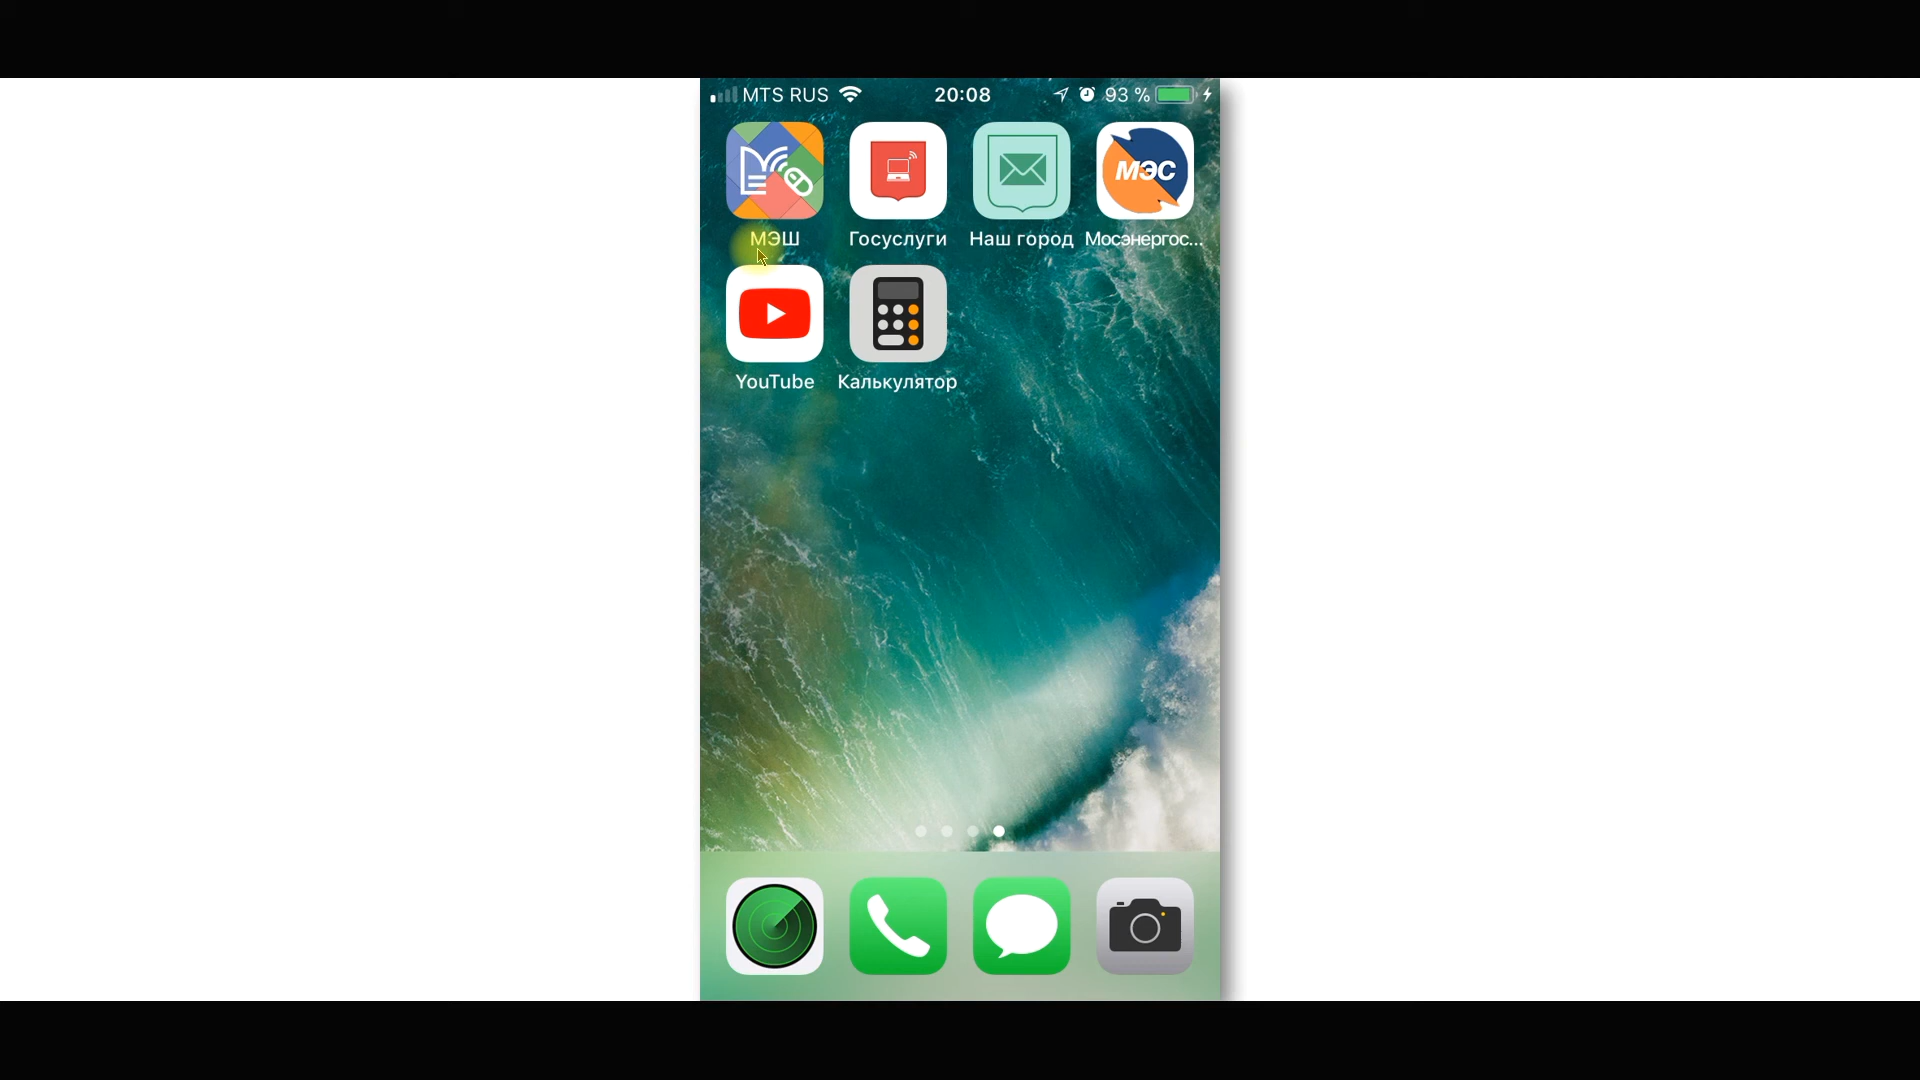 MTS RUS 20:08 93 %
МЭС
МЭШ Госуслуги Наш город Мосэнергос...
YouTube Калькулятор